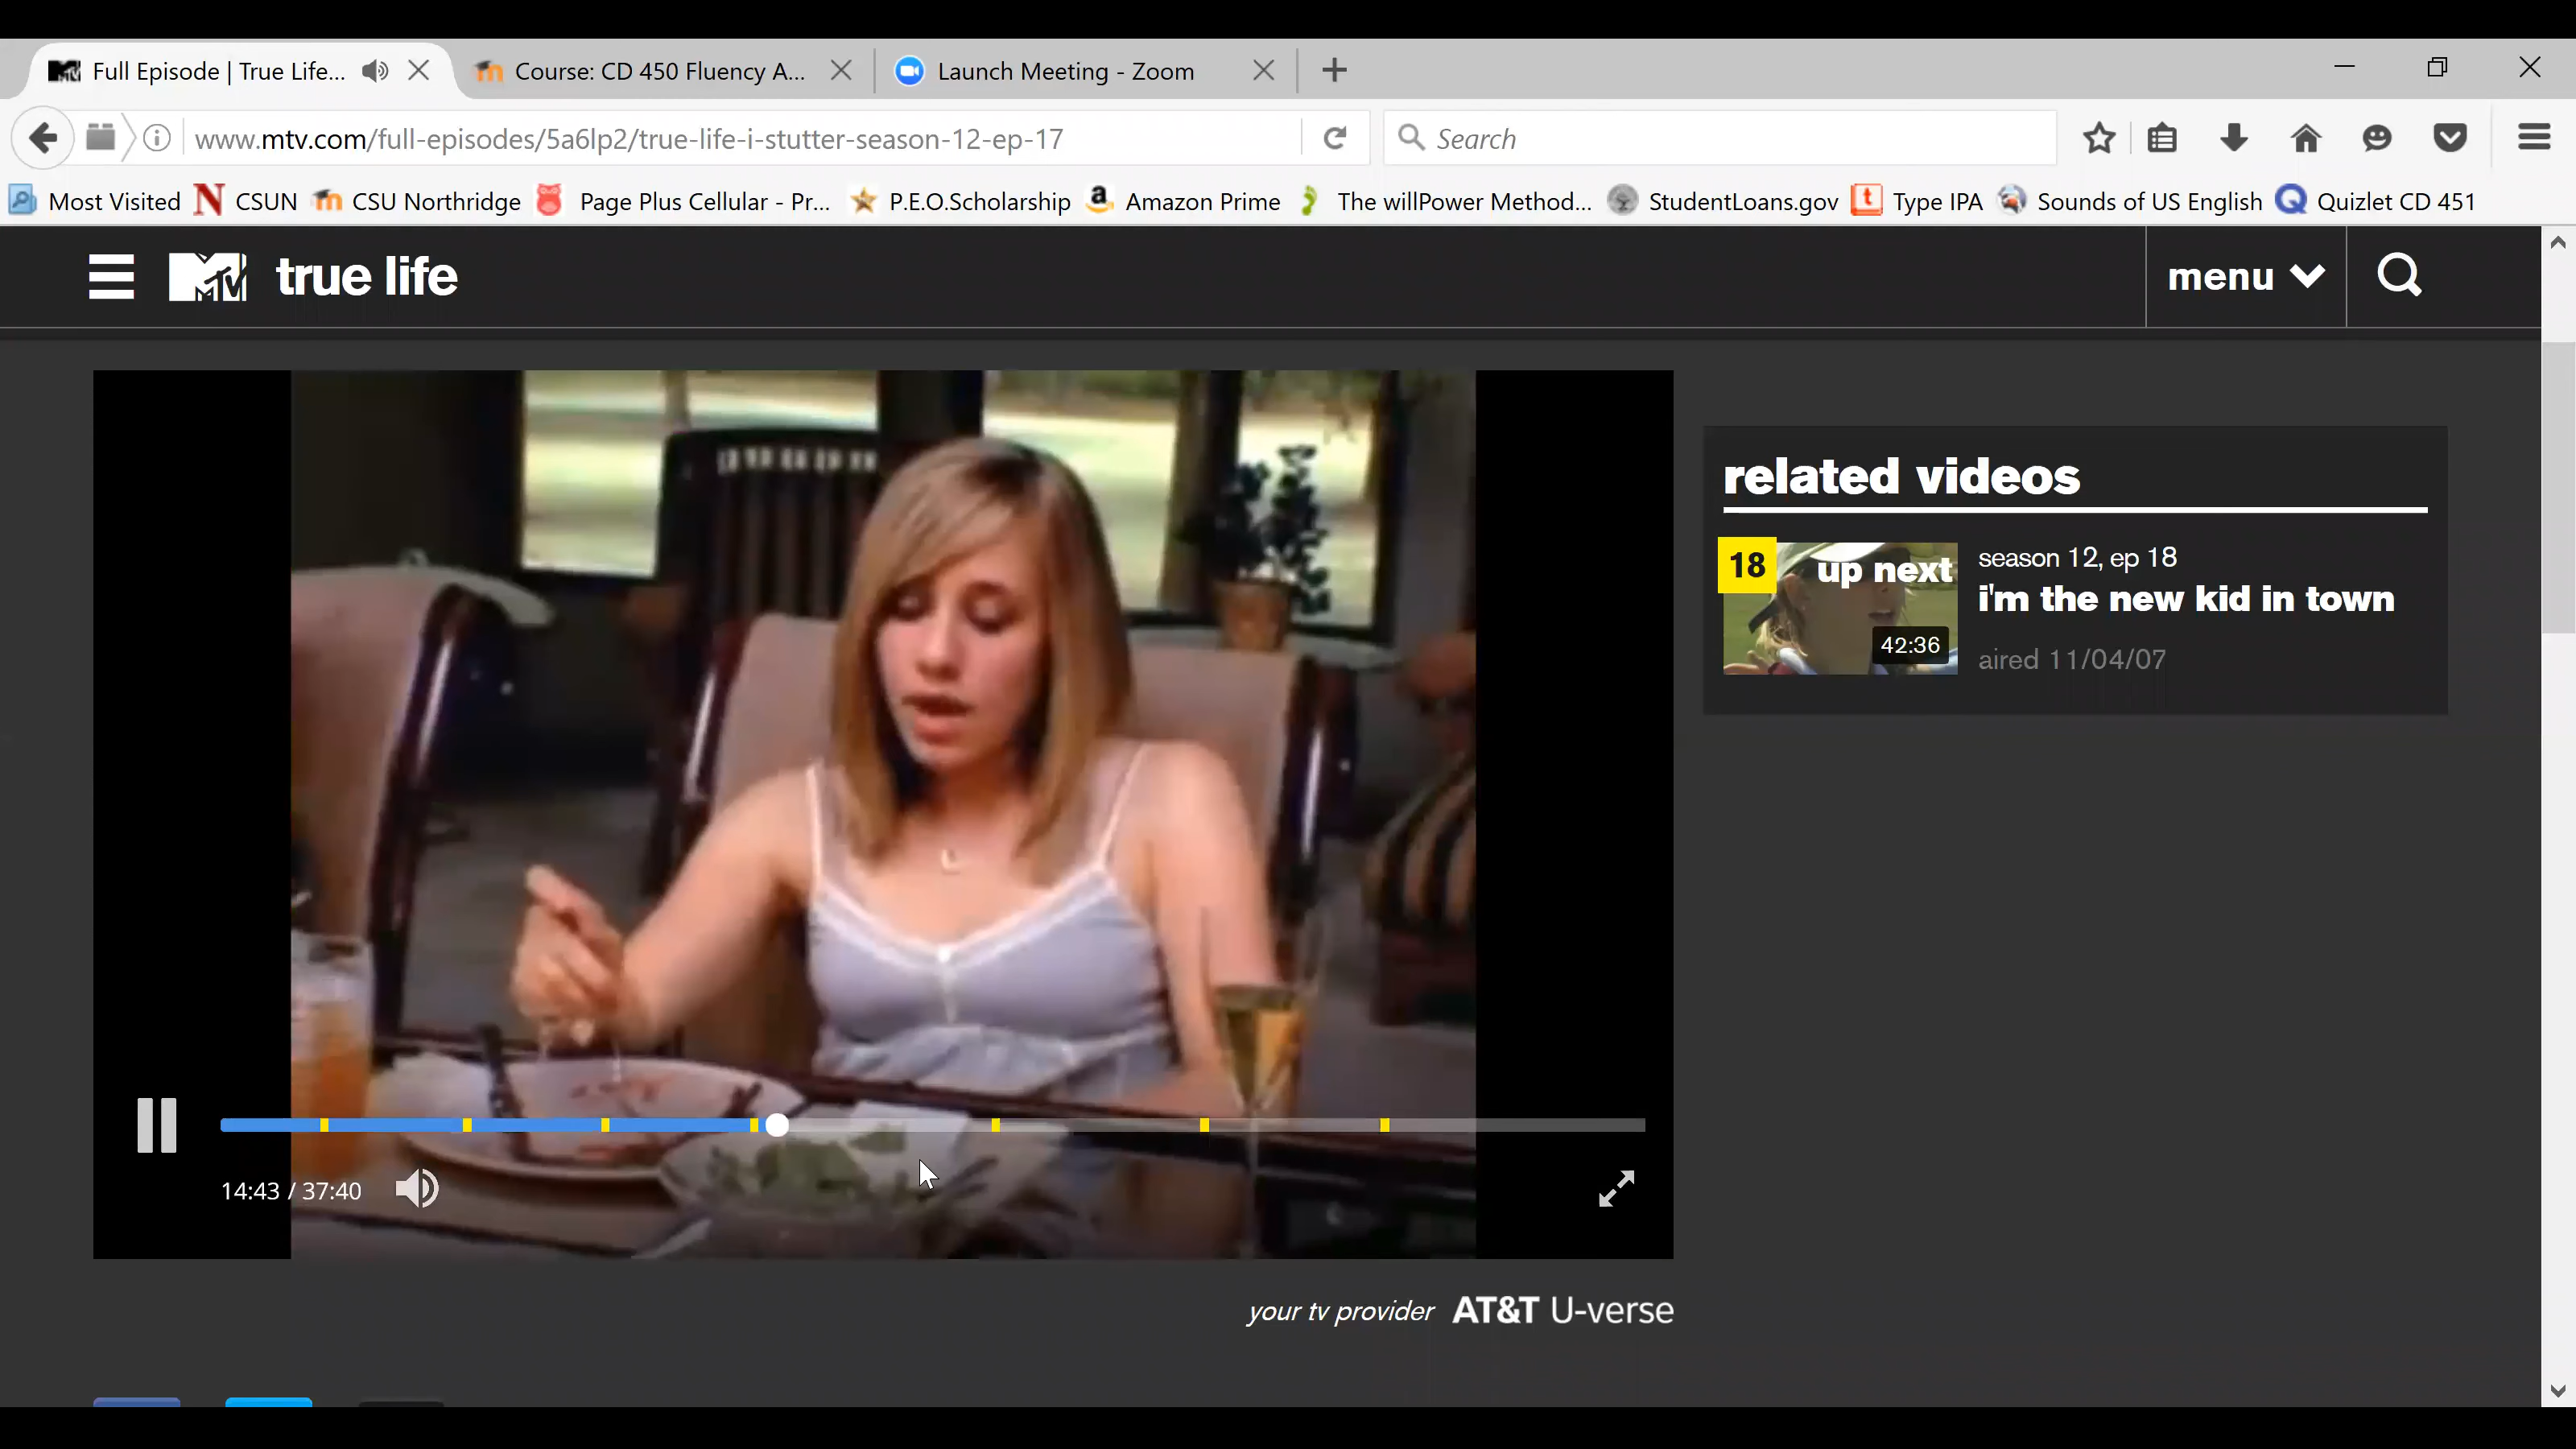 Full Episode | True Life...
Course: CD 450 Fluency A...
Launch Meeting - Zoom
www.mtv.com/full-episodes/5a6lp2/true-life-i-stutter-season-12-ep-17
Search
Most Visited
CSUN
CSU Northridge
Page Plus Cellular - Pr...
P.E.O.Scholarship
Amazon Prime
The willPower Method...
StudentLoans.gov
Type IPA
Sounds of US English
Quizlet CD 451
MTV true life
menu
related videos
18
up next
42:36
season 12, ep 18
i'm the new kid in town
aired 11/04/07
14:43 / 37:40
your tv provider AT&T U-verse